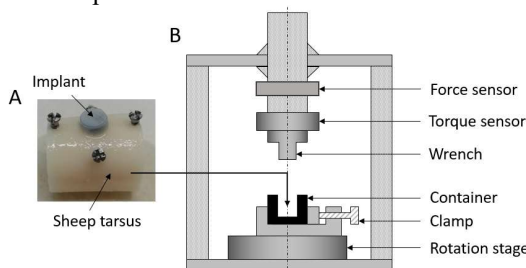 A
Implant
Sheep tarsus
B
Force sensor
Torque sensor
Wrench
Container
Clamp
Rotation stage